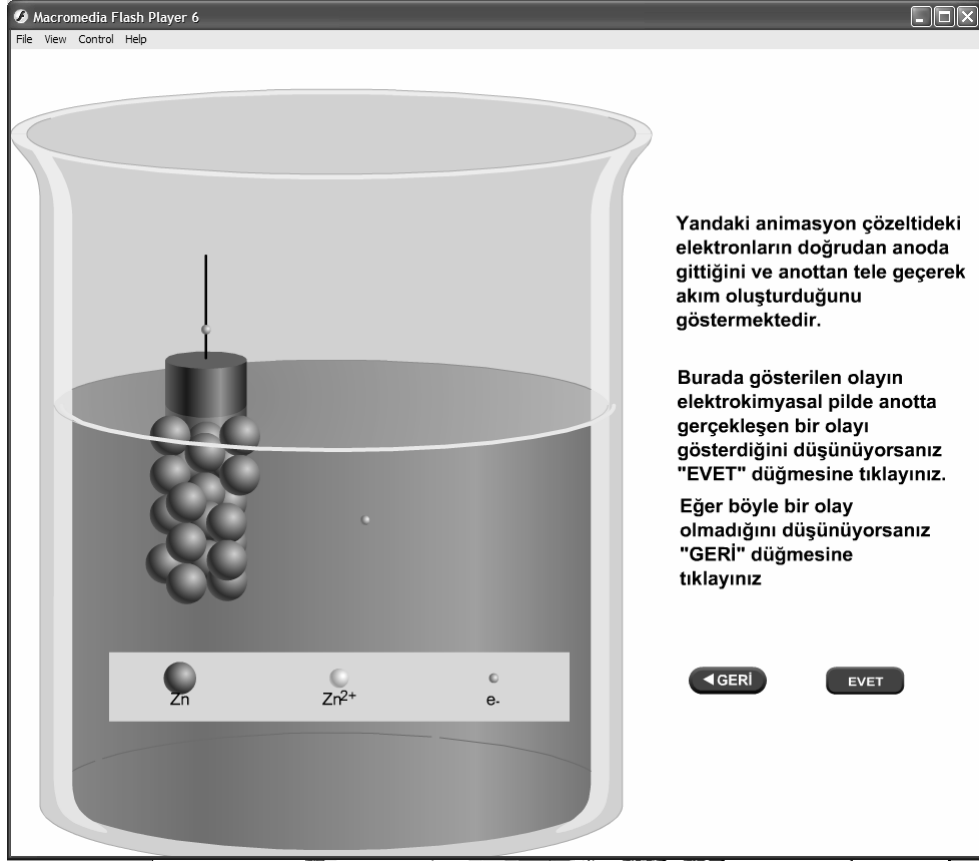 Macromedia Flash Player 6
File View Control Help
Yandaki animasyon çözeltideki
elektronların doğrudan anoda
gittiğini ve anottan tele geçerek
akım oluşturduğunu
göstermektedir.
Burada gösterilen olayın
elektrokimyasal pilde anotta
gerçekleşen bir olayı
gösterdiğini düşünüyorsanız
"EVET" düğmesine tıklayınız.
Eğer böyle bir olay
olmadığını düşünüyorsanız
"GERİ" düğmesine
tıklayınız
GERİ EVET
Zn Zn2+ e-